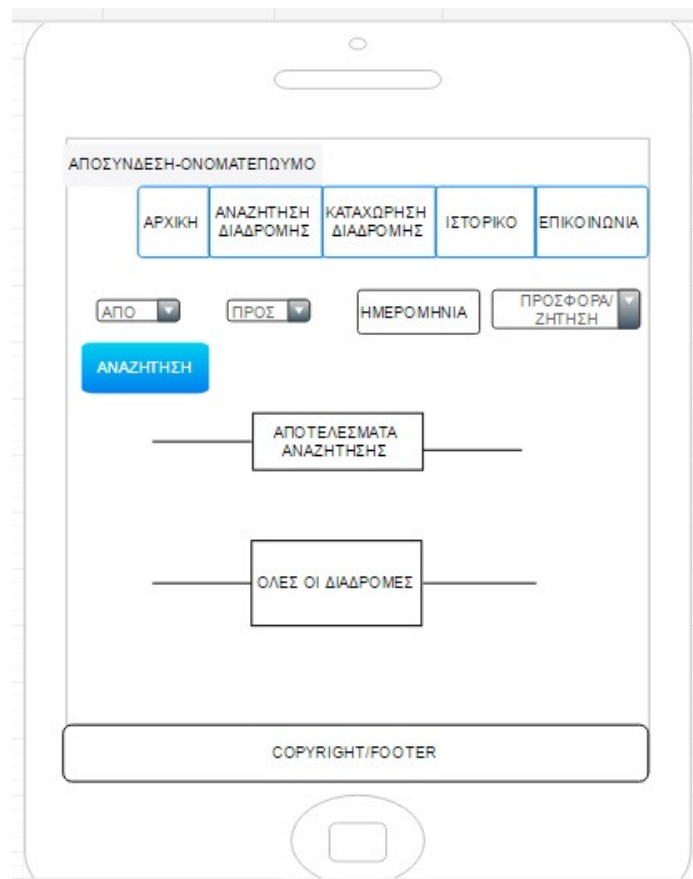 ΑΠΟΣΥΝΔΕΣΗ-ΟΝΟΜΑΤΕΠΩΥΜΟ
ΑΡΧΙΚΗ
ΑΝΑΖΗΤΗΣΗ
ΔΙΑΔΡΟΜΗΣ
ΚΑΤΑΧΩΡΗΣΗ
ΔΙΑΔΡΟΜΗΣ
ΙΣΤΟΡΙΚΟ
ΕΠΙΚΟΙΝΩΝΙΑ
ΑΠΟ
ΠΡΟΣ
ΗΜΕΡΟΜΗΝΙΑ
ΠΡΟΣΦΟΡΑ/
ΖΗΤΗΣΗ
ΑΝΑΖΗΤΗΣΗ
ΑΠΟΤΕΛΕΣΜΑΤΑ
ΑΝΑΖΗΤΗΣΗΣ
ΟΛΕΣ ΟΙ ΔΙΑΔΡΟΜΕΣ
COPYRIGHT/FOOTER